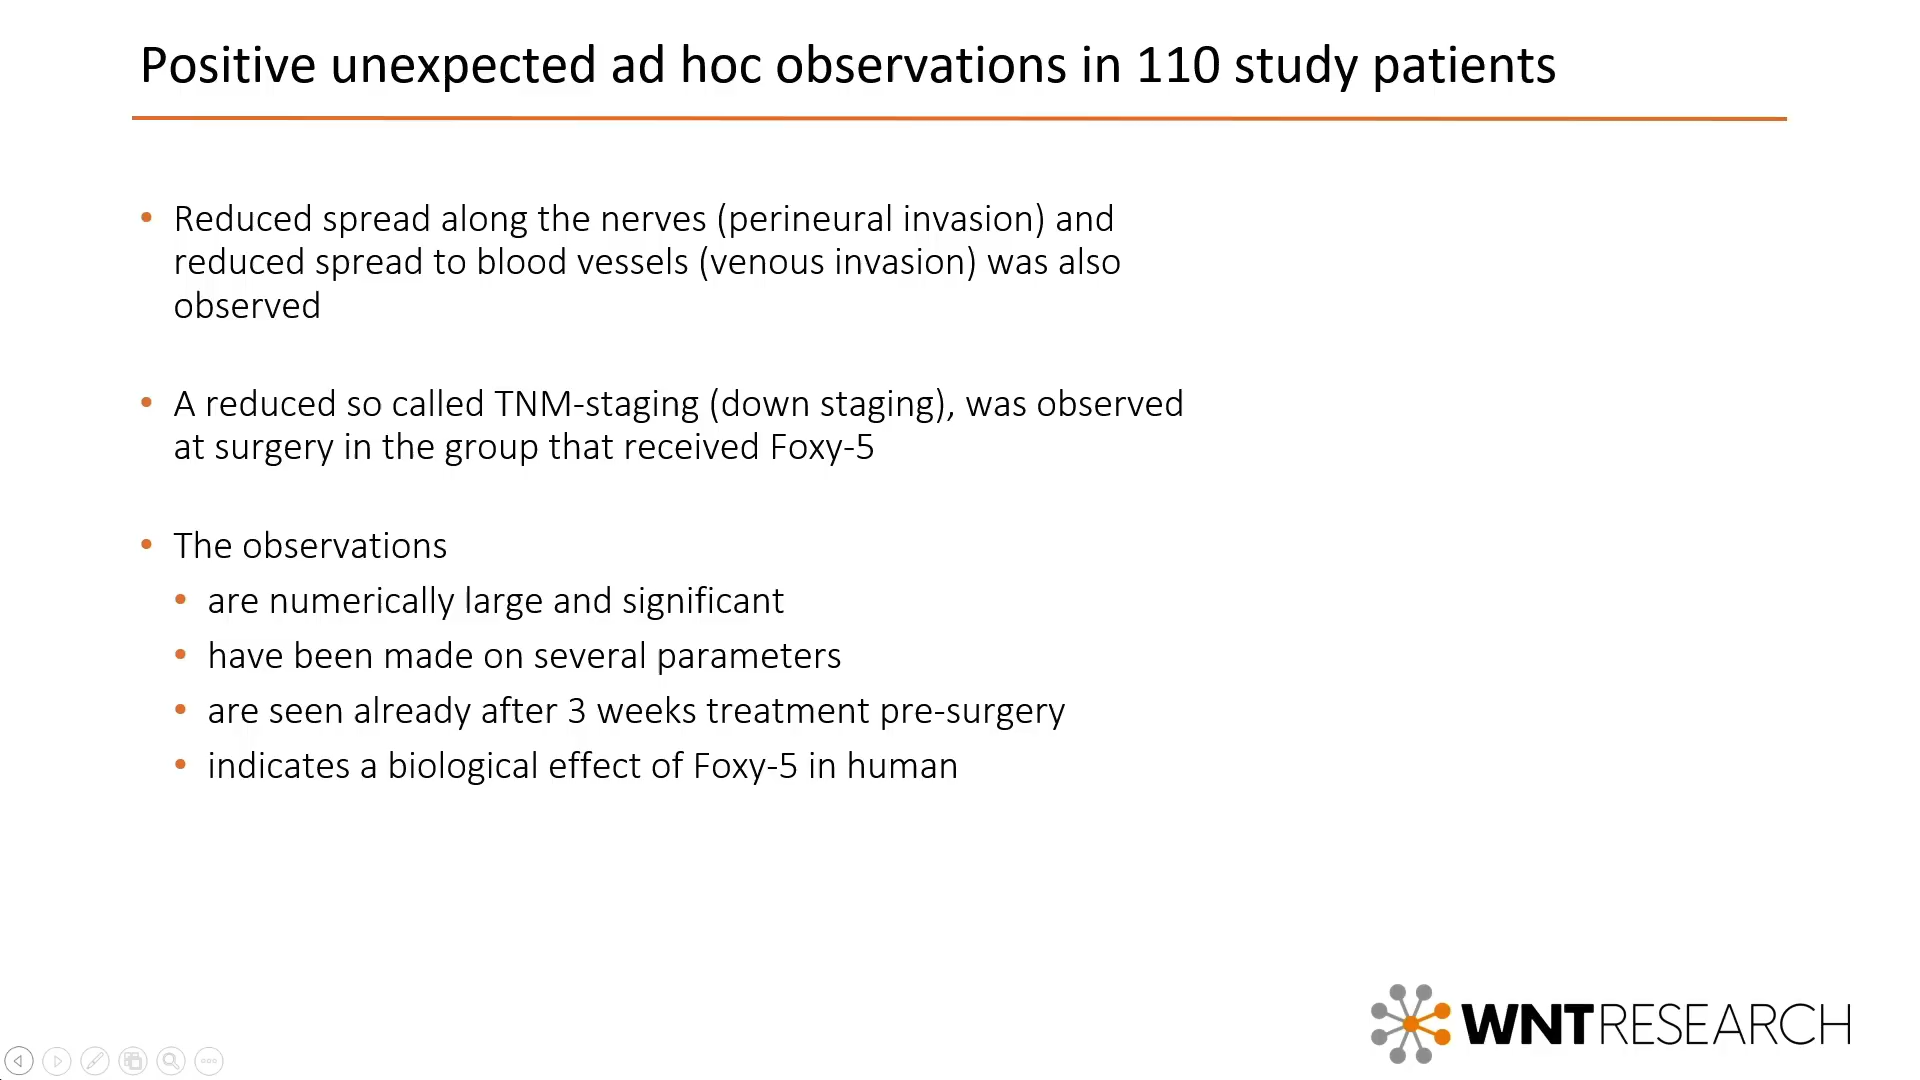 Positive unexpected ad hoc observations in 110 study patients
• Reduced spread along the nerves (perineural invasion) and
reduced spread to blood vessels (venous invasion) was also
observed
• A reduced so called TNM-staging (down staging), was observed
at surgery in the group that received Foxy-5
• The observations
• are numerically large and significant
• have been made on several parameters
• are seen already after 3 weeks treatment pre-surgery
• indicates a biological effect of Foxy-5 in human
WNTRESEARCH